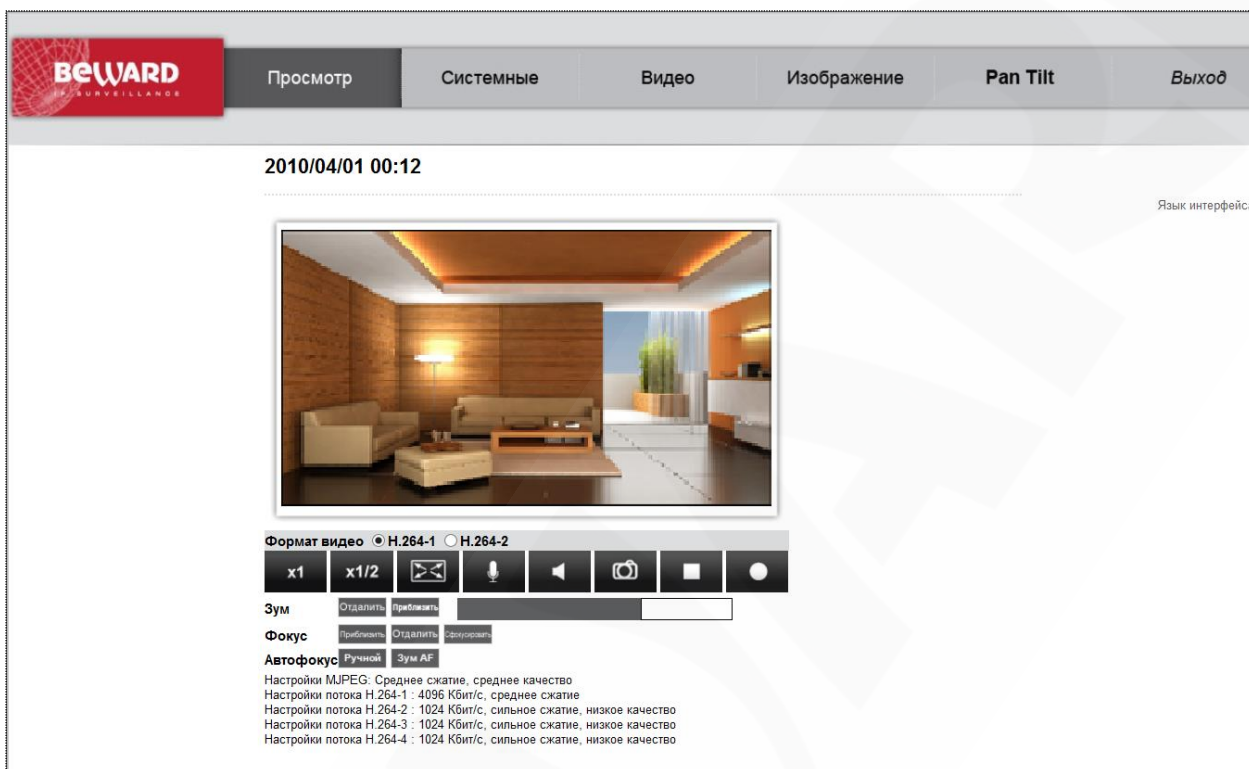 BEWARD
IP SURVEILLANCE
Просмотр Системные Видео Изображение Pan Tilt Выход
2010/04/01 00:12
Язык интерфейс
Формат видео H.264-1 H.264-2
x1 x1/2
Зум Отдалить Приблизить
Фокус Приблизить Отдалить Сфокусировать
Автофокус Ручной Зум AF
Настройки MJPEG: Среднее сжатие, среднее качество
Настройки потока H.264-1 : 4096 Кбит/с, среднее сжатие
Настройки потока H.264-2 : 1024 Кбит/с, сильное сжатие, низкое качество
Настройки потока H.264-3 : 1024 Кбит/с, сильное сжатие, низкое качество
Настройки потока H.264-4 : 1024 Кбит/с, сильное сжатие, низкое качество